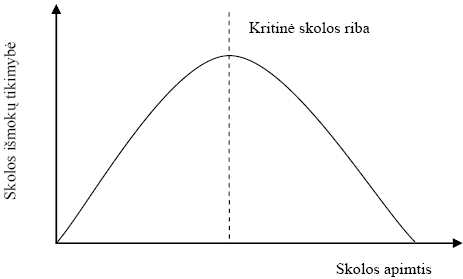 Kritinė skolos riba
Skolos išmokų tikimybė
Skolos apimtis